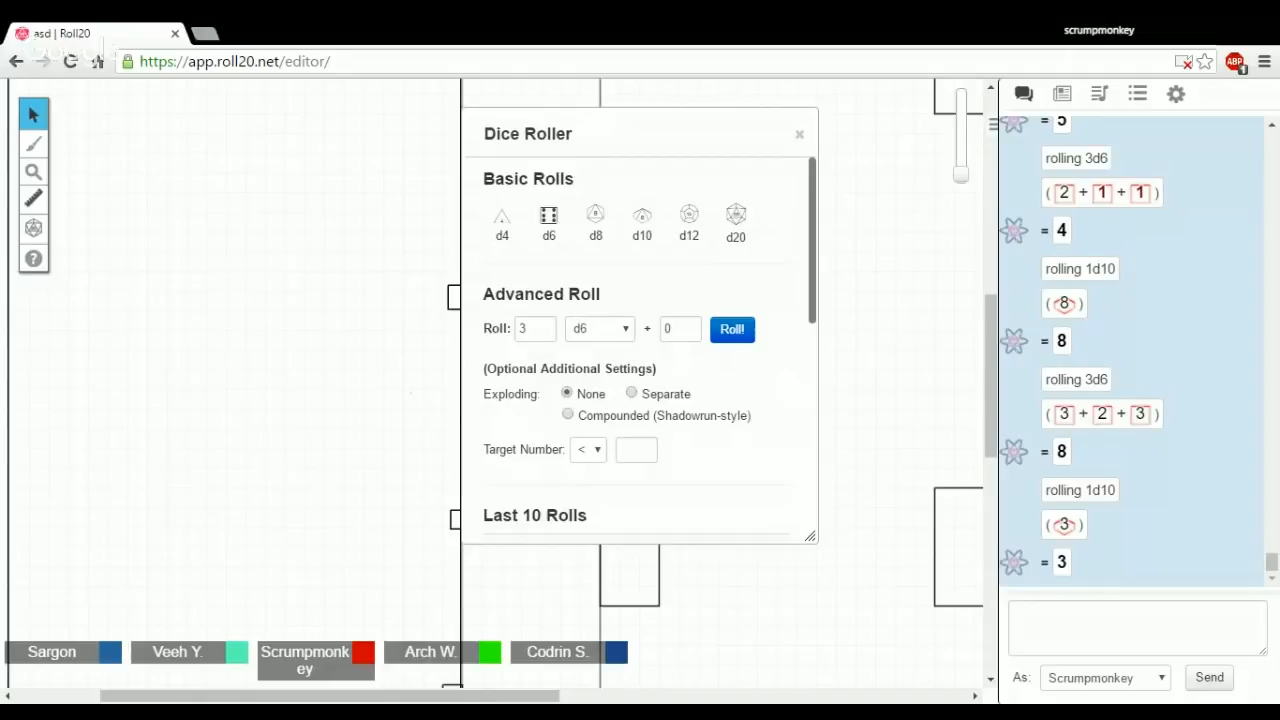 asd | Roll20
scrumpmonkey
https://app.roll20.net/editor/
ABP
Dice Roller
Basic Rolls
d4 d6 d8 d10 d12 d20
Advanced Roll
Roll: 3 d6 + 0 Roll!
(Optional Additional Settings)
Exploding: None Separate
Compounded (Shadowrun-style)
Target Number: <
Last 10 Rolls
= 5
rolling 3d6
(2+1+1)
= 4
rolling 1d10
(8)
= 8
rolling 3d6
(3+2+3)
= 8
rolling 1d10
(3)
= 3
Sargon
Veeh Y.
Scrumpmonk
ey
Arch W.
Codrin S.
As: Scrumpmonkey Send